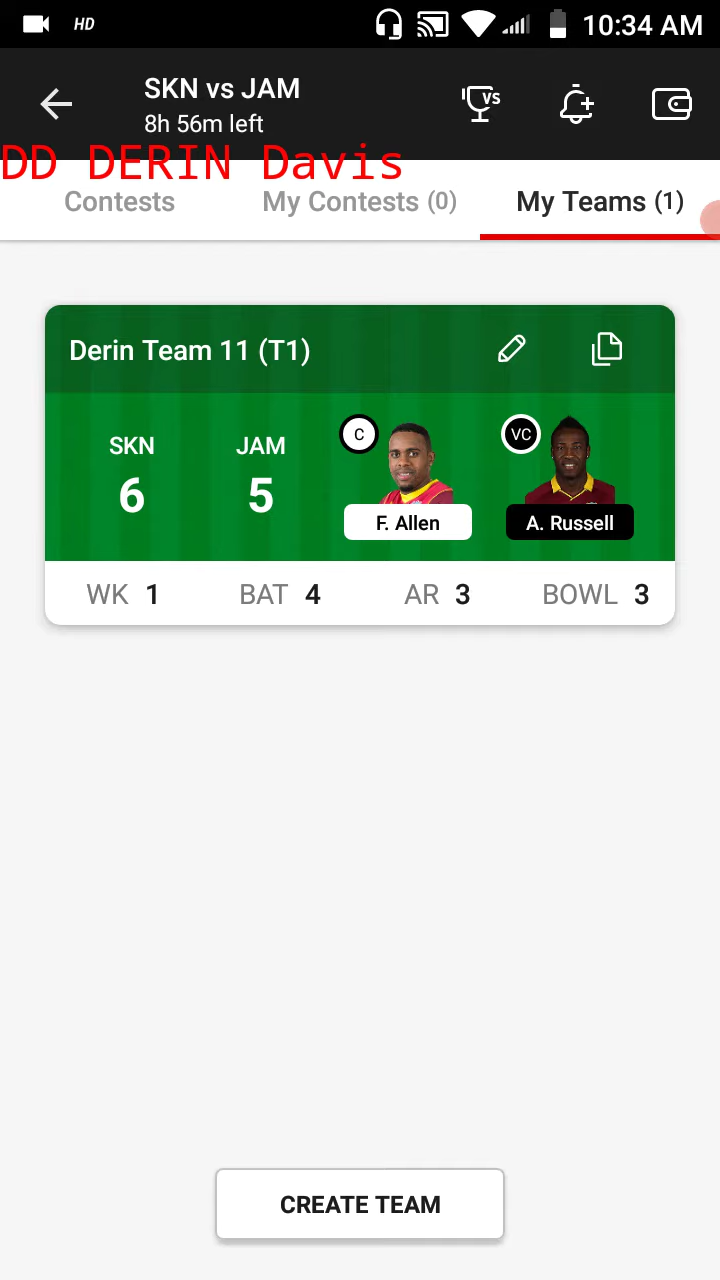 HD 10:34 AM
SKN vs JAM
VS
8h 56m left
DD DERIN Davis
Contests My Contests (0) My Teams (1)
Derin Team 11 (T1)
C VC
SKN JAM
6 5
F. Allen A. Russell
WK 1 BAT 4 AR 3 BOWL 3
CREATE TEAM